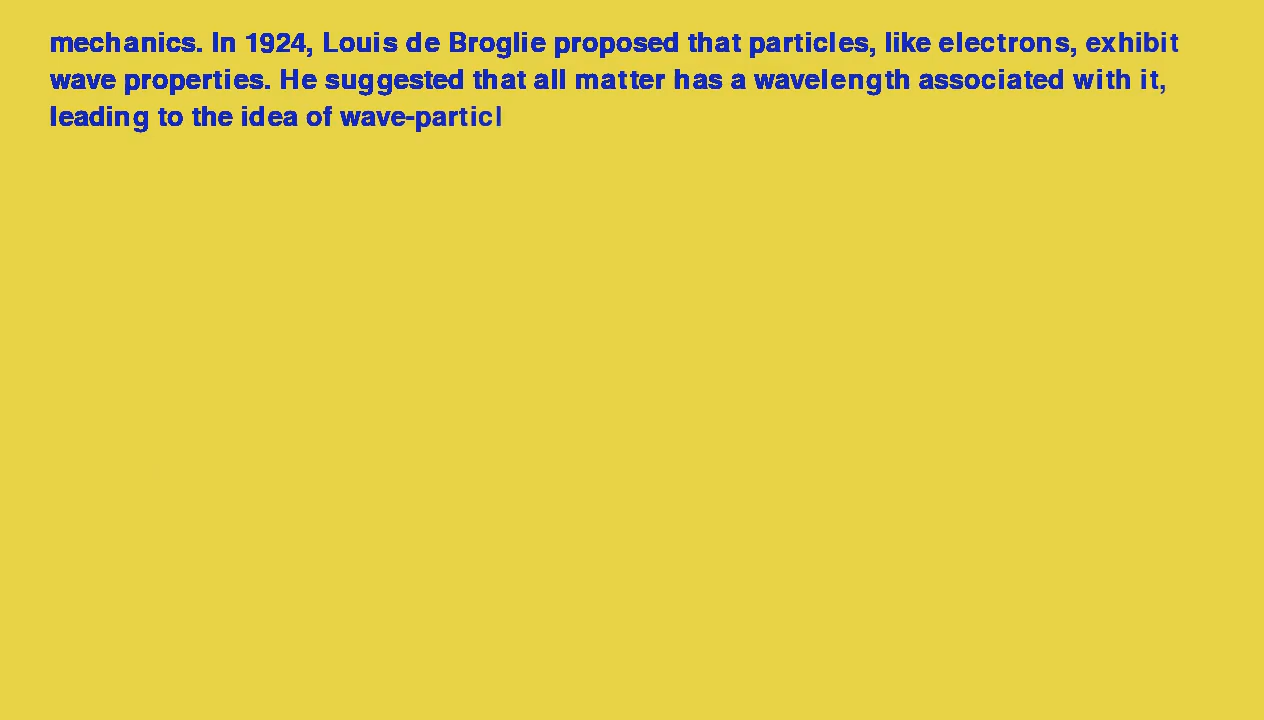 mechanics. In 1924, Louis de Broglie proposed that particles, like electrons, exhibit
wave properties. He suggested that all matter has a wavelength associated with it,
leading to the idea of wave-particl